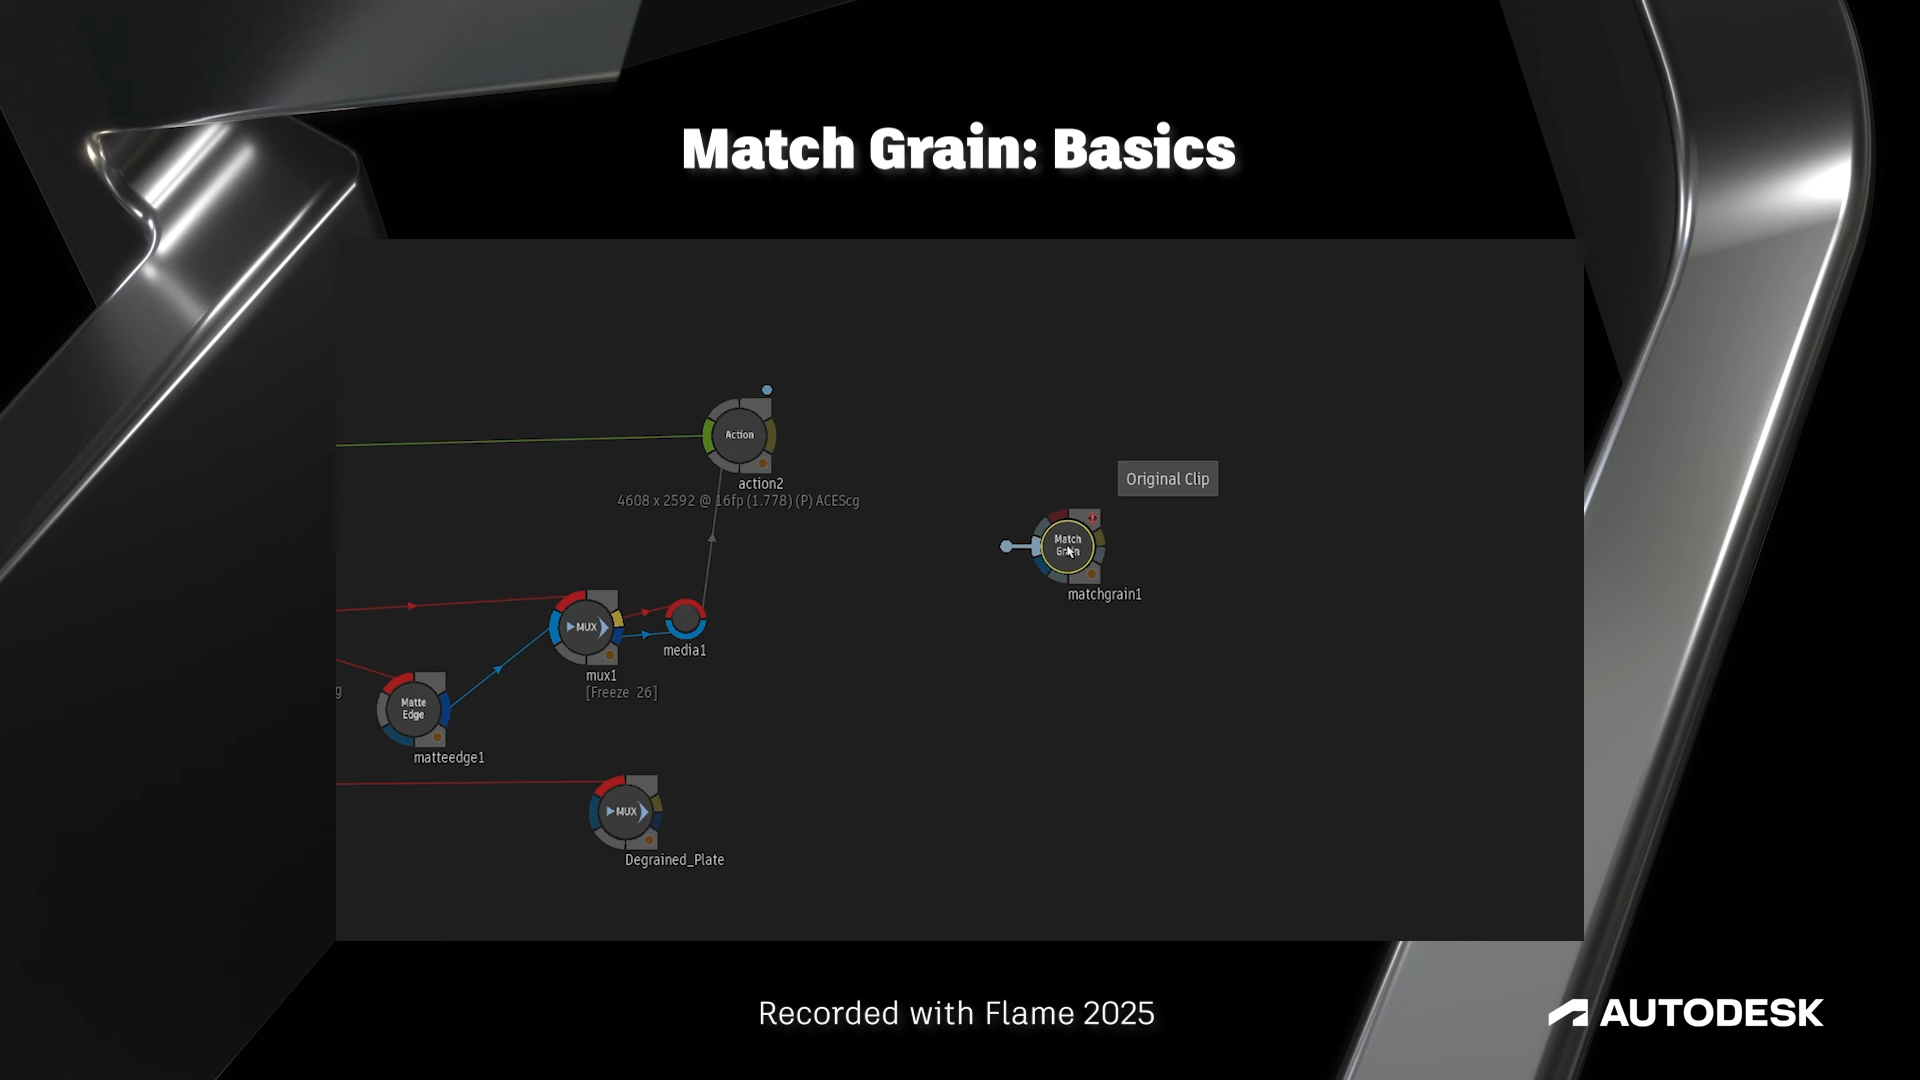 Match Grain: Basics
Action
action2
4608 x 2592 @ 16fp (1.778) (P) ACEScg
Original Clip
Match
Grain
matchgrain1
MUX
media1
mux1
[Freeze 26]
g
Matte
Edge
matteedge1
MUX
Degrained_Plate
Recorded with Flame 2025
AUTODESK